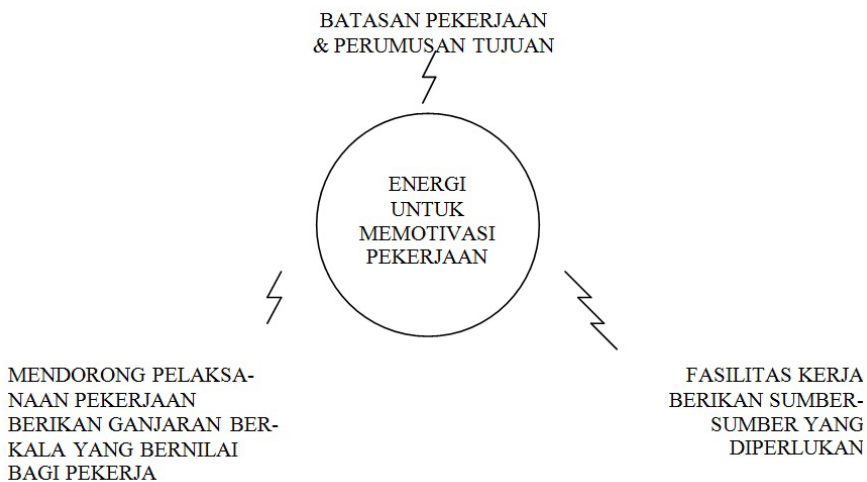 BATASAN PEKERJAAN
& PERUMUSAN TUJUAN
ENERGI
UNTUK
MEMOTIVASI
PEKERJAAN
MENDORONG PELAKSA-
NAAN PEKERJAAN
BERIKAN GANJARAN BER-
KALA YANG BERNILAI
BAGI PEKERJA
FASILITAS KERJA
BERIKAN SUMBER-
SUMBER YANG
DIPERLUKAN